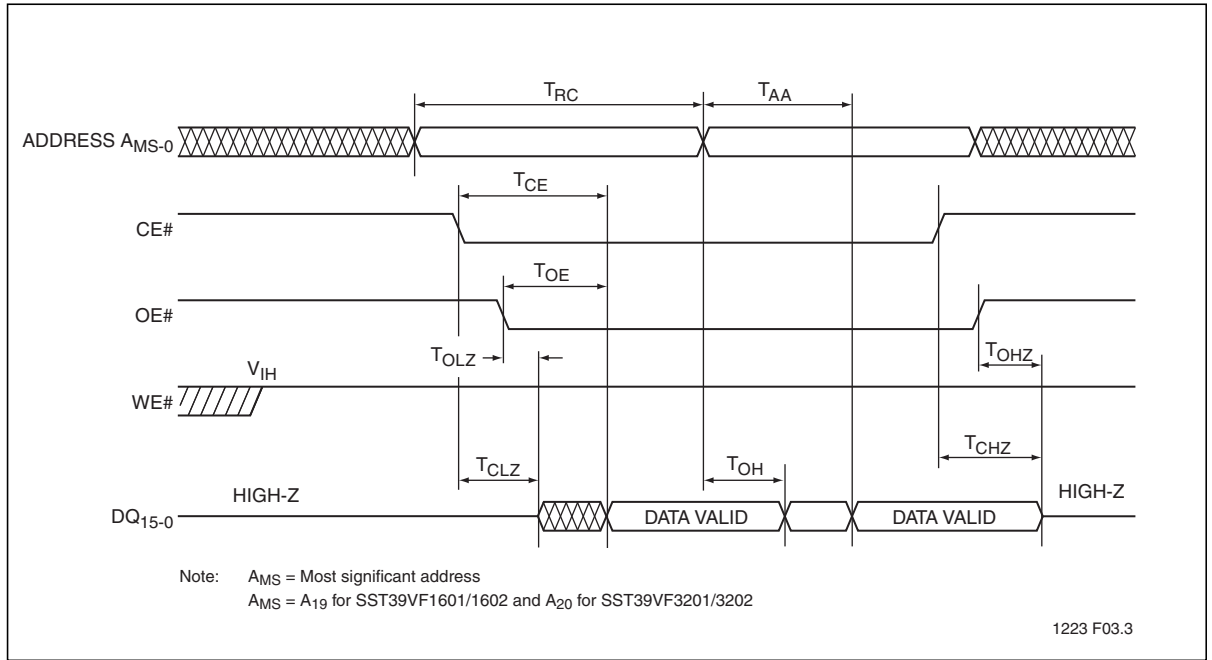 TRC TAA
ADDRESS AMS-0
TCE
CE#
TOE
OE#
TOLZ TOHZ
VIH
WE#
TCHZ
TCLZ TOH
HIGH-Z HIGH-Z
DQ15-0 DATA VALID DATA VALID
Note: AMS = Most significant address
AMS = A19 for SST39VF1601/1602 and A20 for SST39VF3201/3202
1223 F03.3